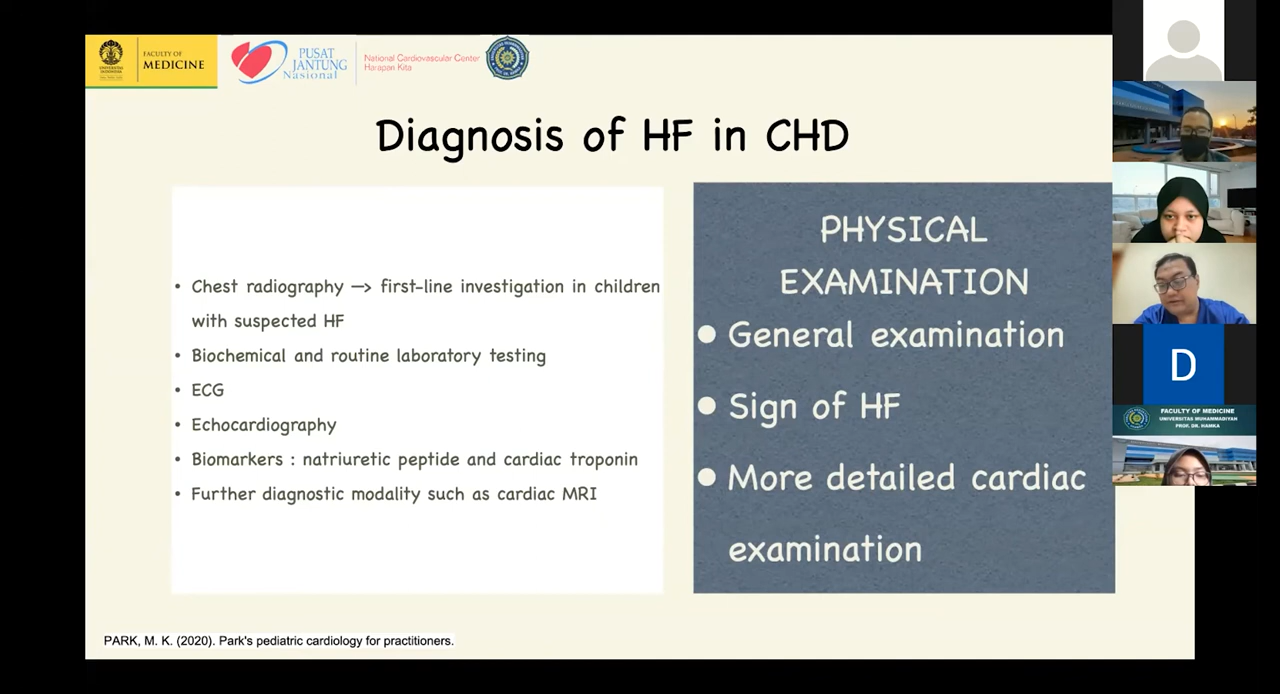 FACULTY OF
MEDICINE
PUSAT
JANTUNG
Nasional
National Cardiovascular Center
Harapan Kita
Diagnosis of HF in CHD
• Chest radiography → first-line investigation in children
with suspected HF
• Biochemical and routine laboratory testing
• ECG
• Echocardiography
• Biomarkers : natriuretic peptide and cardiac troponin
• Further diagnostic modality such as cardiac MRI
PHYSICAL
EXAMINATION
• General examination
• Sign of HF
• More detailed cardiac
examination
PARK, M. K. (2020). Park's pediatric cardiology for practitioners.
D
FACULTY OF MEDICINE
UNIVERSITAS MUHAMMADIYAH
PROF. DR. HAMKA